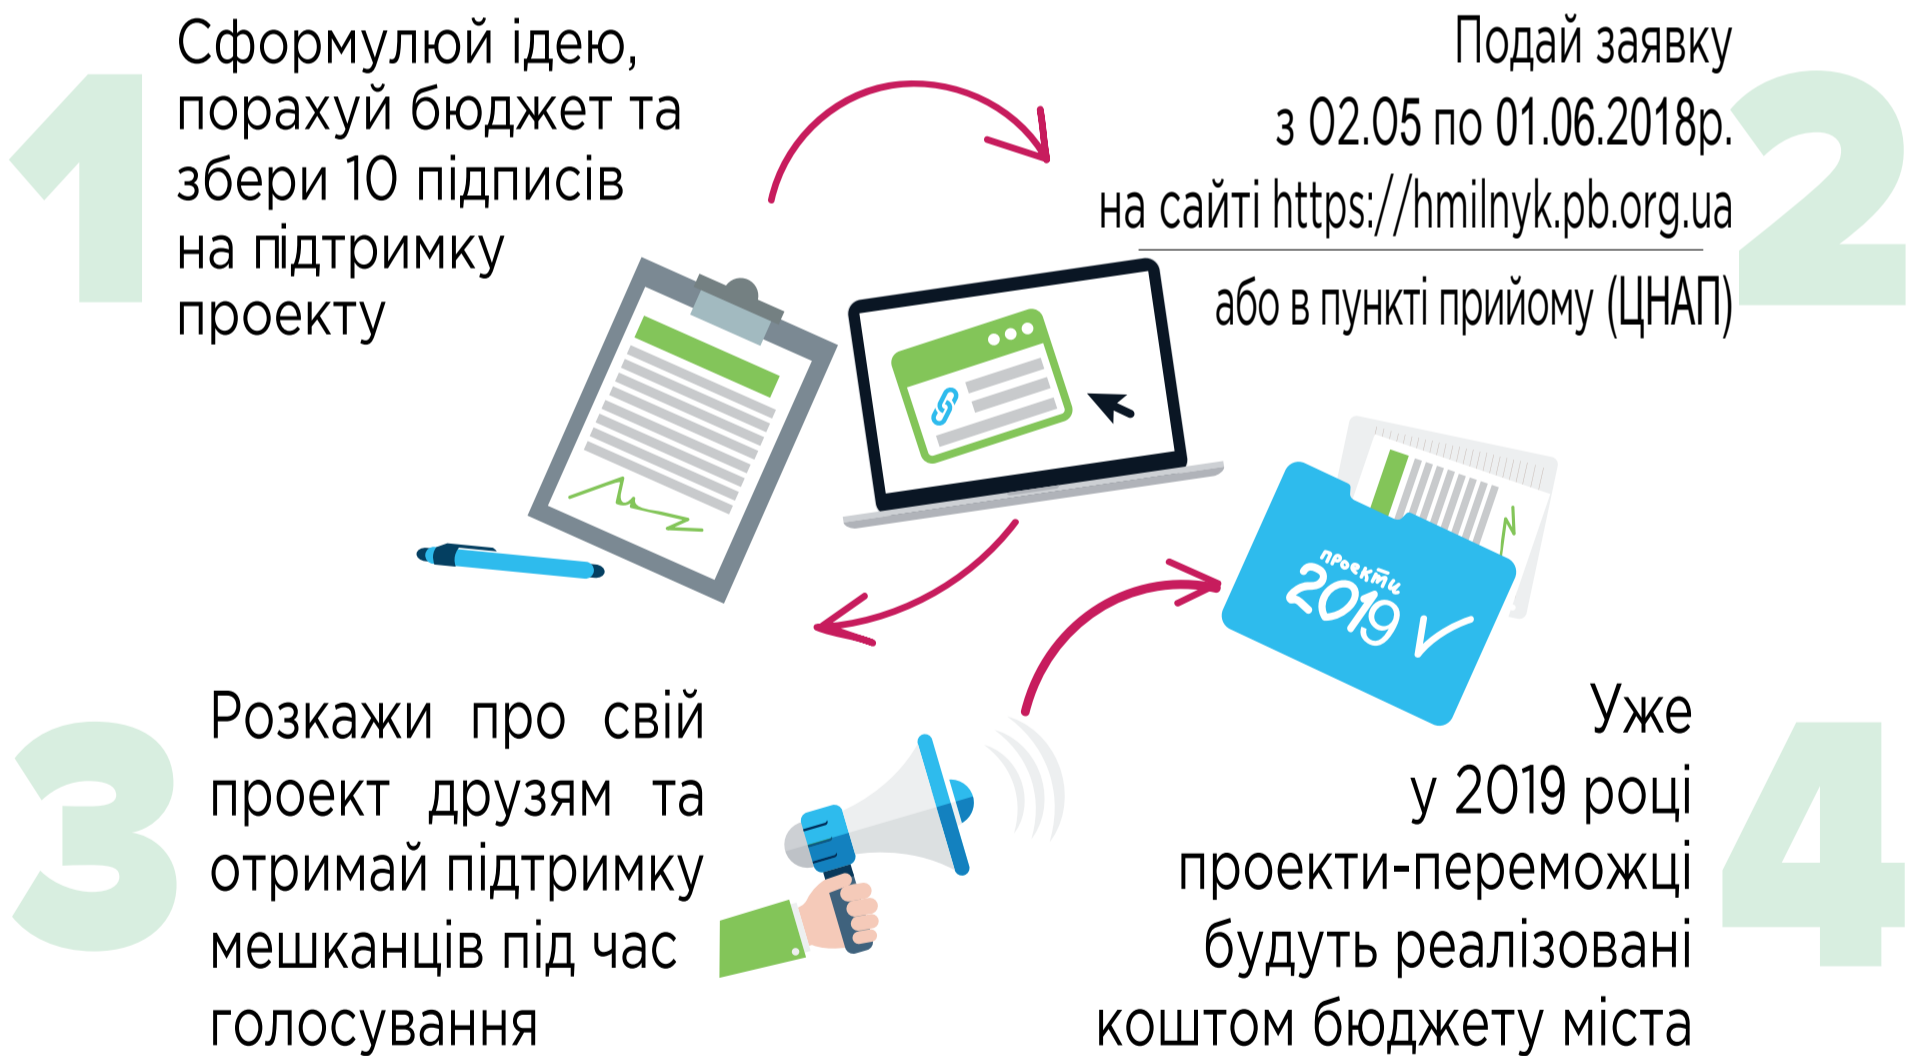 1
Сформулюй ідею,
порахуй бюджет та
збери 10 підписів
на підтримку
проекту
2
Подай заявку
з 02.05 по 01.06.2018р.
на сайті https://hmilnyk.pb.org.ua
або в пункті прийому (ЦНАП)
проекти
2019
3
Розкажи про свій
проект друзям та
отримай підтримку
мешканців під час
голосування
4
Уже
у 2019 році
проекти-переможці
будуть реалізовані
коштом бюджету міста